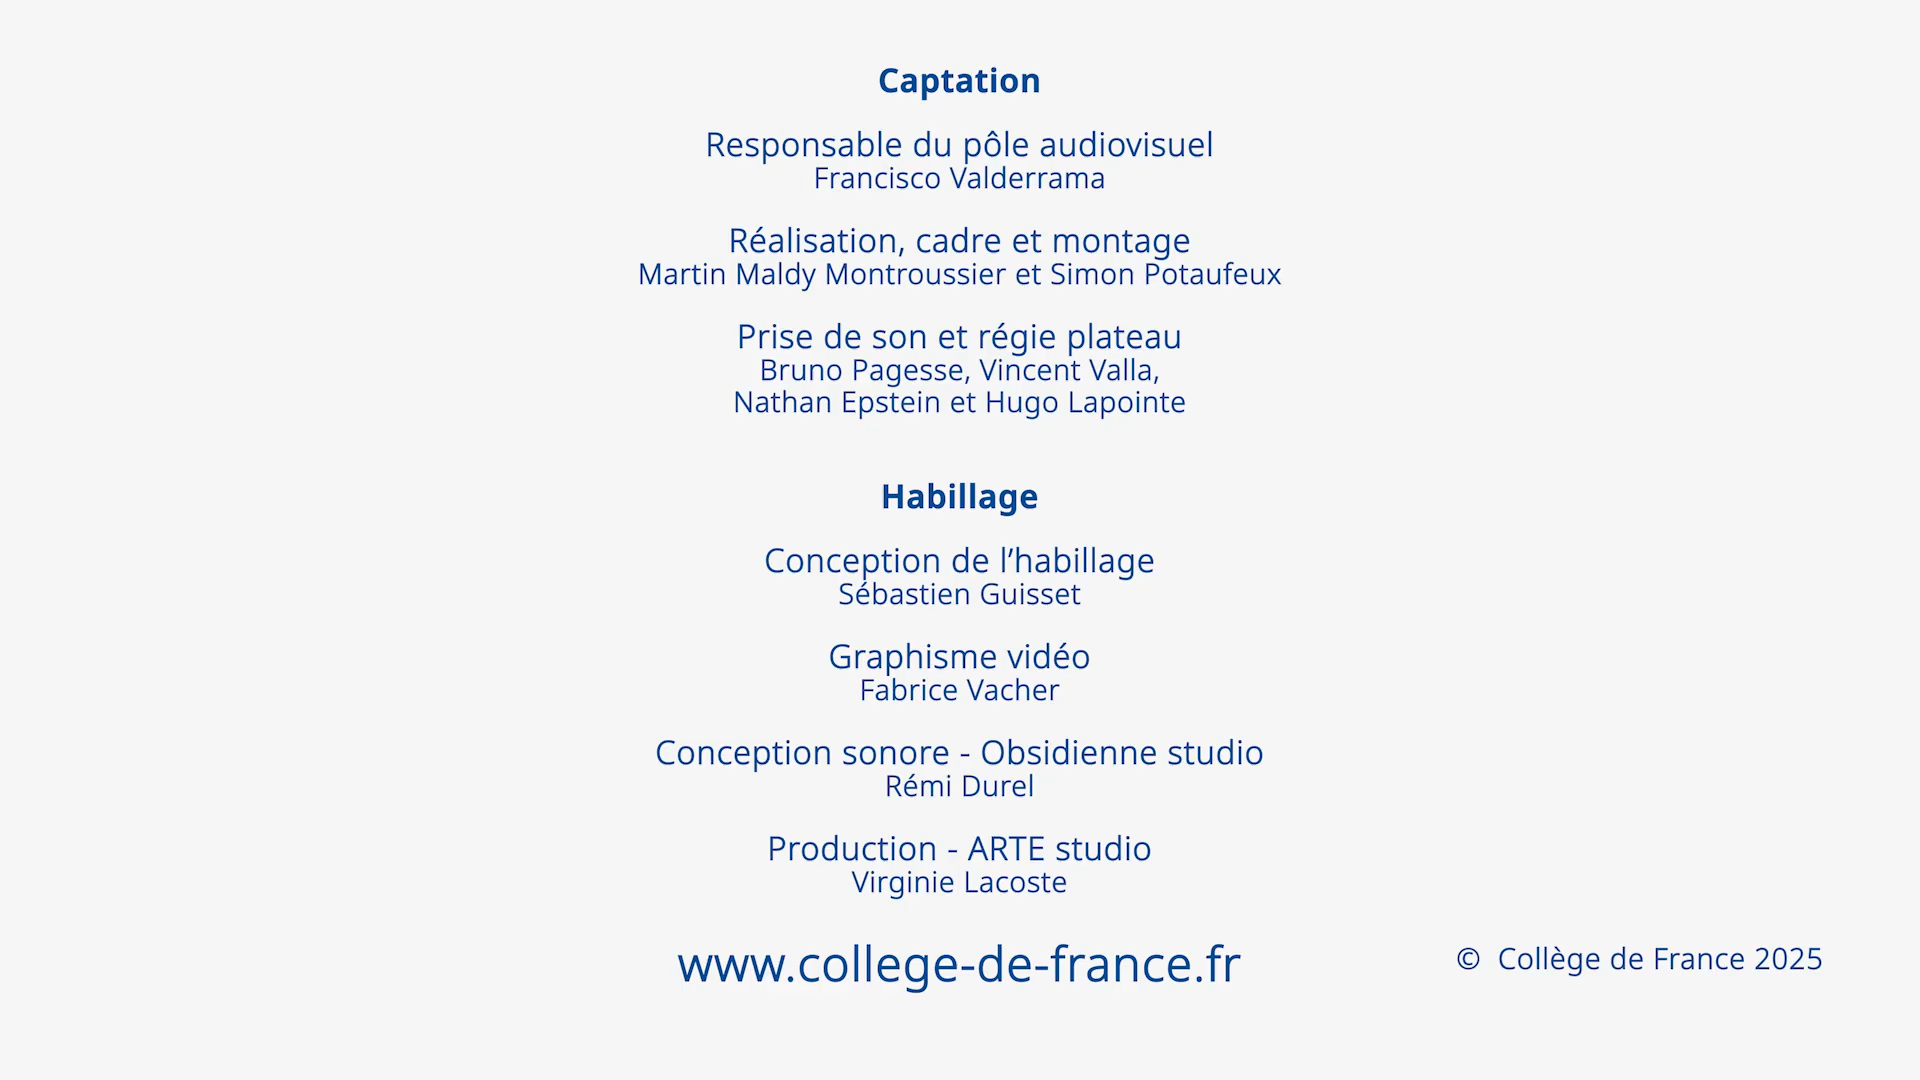 Captation
Responsable du pôle audiovisuel
Francisco Valderrama
Réalisation, cadre et montage
Martin Maldy Montroussier et Simon Potaufeux
Prise de son et régie plateau
Bruno Pagesse, Vincent Valla,
Nathan Epstein et Hugo Lapointe
Habillage
Conception de l’habillage
Sébastien Guisset
Graphisme vidéo
Fabrice Vacher
Conception sonore - Obsidienne studio
Rémi Durel
Production - ARTE studio
Virginie Lacoste
www.college-de-france.fr
© Collège de France 2025